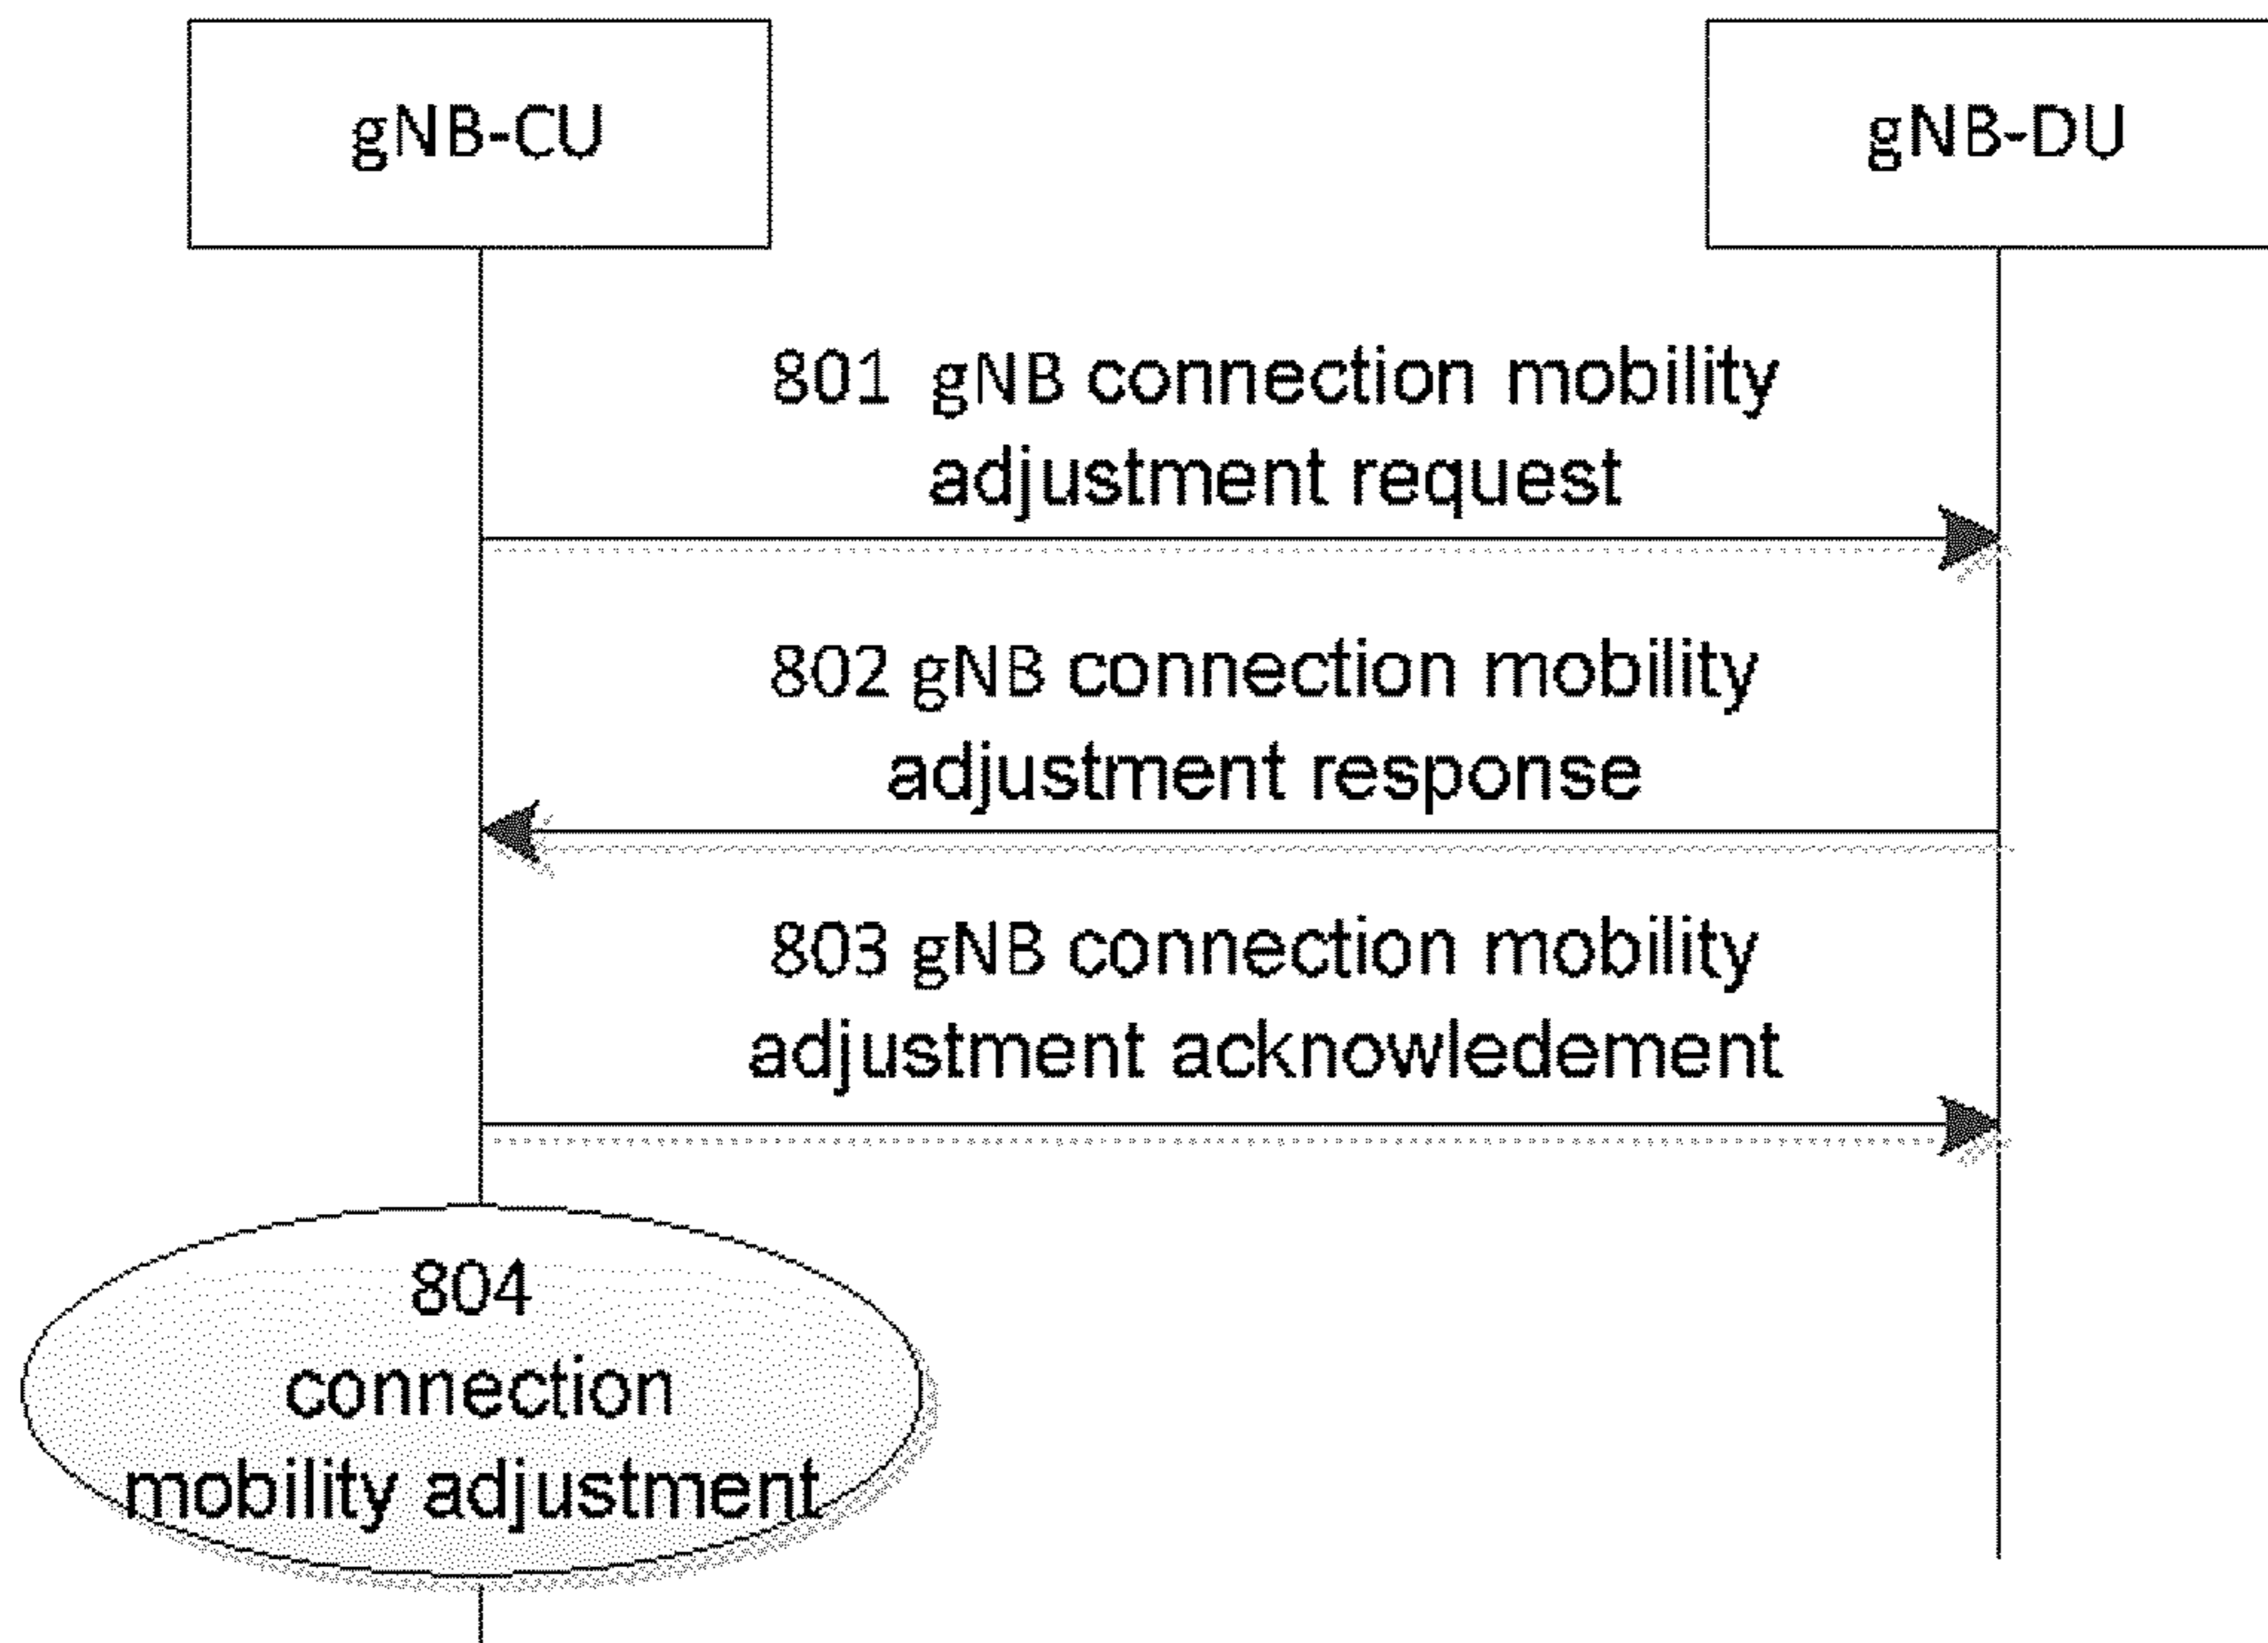 gNB-CU
gNB-DU
801 gNB connection mobility
adjustment request
802 gNB connection mobility
adjustment response
803 gNB connection mobility
adjustment acknowledement
804
connection
mobility adjustment